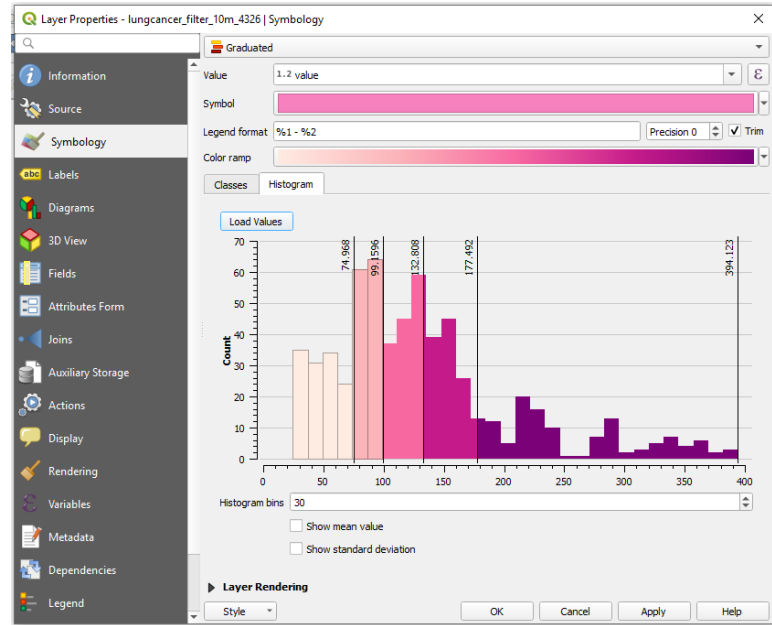 Layer Properties - lungcancer_filter_10m_4326 | Symbology
Information
Source
Symbology
Labels
Diagrams
3D View
Fields
Attributes Form
Joins
Auxiliary Storage
Actions
Display
Rendering
Variables
Metadata
Dependencies
Legend
abc
Graduated
Value 1.2 value ε
Symbol
Legend format %1 - %2 Precision 0 Trim
Color ramp
Classes Histogram
Load Values
74.968 99.1596 132.808 177.492 394.123
70
60
50
40
30
20
10
0
Count
0 50 100 150 200 250 300 350 400
Histogram bins 30
Show mean value
Show standard deviation
Layer Rendering
Style OK Cancel Apply Help